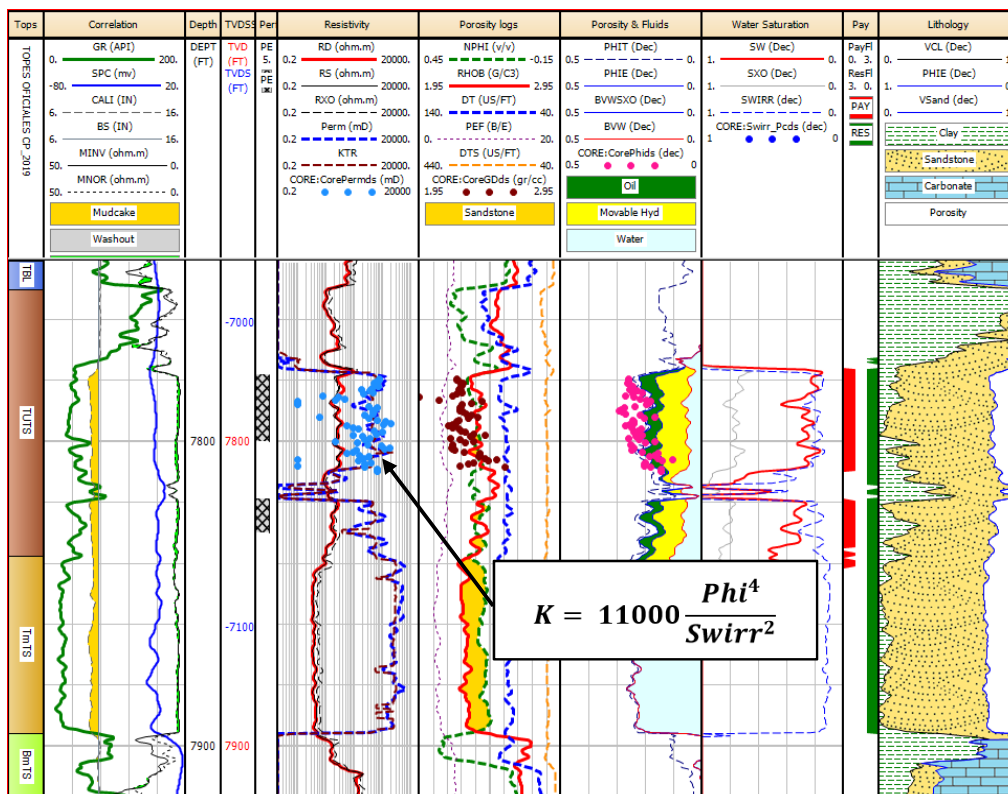 Tops
Correlation
Depth
TVDSS
Per
Resistivity
Porosity logs
Porosity & Fluids
Water Saturation
Pay
Lithology
TOPES OFICIALES CP_2019
GR (API)
0. 200.
SPC (mv)
-80. 20.
CALI (IN)
6. 16.
BS (IN)
6. 16.
MINV (ohm.m)
50. 0.
MNOR (ohm.m)
50. 0.
Mudcake
Washout
DEPT
(FT)
TVD
(FT)
TVDS
(FT)
PE
5.
PE
RD (ohm.m)
0.2 20000.
RS (ohm.m)
0.2 20000.
RXO (ohm.m)
0.2 20000.
Perm (mD)
0.2 20000.
KTR
0.2 20000.
CORE:CorePermds (mD)
0.2 20000
NPHI (v/v)
0.45 -0.15
RHOB (G/C3)
1.95 2.95
DT (US/FT)
140. 40.
PEF (B/E)
0. 20.
DTS (US/FT)
440. 40.
CORE:CoreGDds (gr/cc)
1.95 2.95
Sandstone
PHIT (Dec)
0.5 0.
PHIE (Dec)
0.5 0.
BVWSXO (Dec)
0.5 0.
BVW (Dec)
0.5 0.
CORE:CorePhids (dec)
0.5 0
Oil
Movable Hyd
Water
SW (Dec)
1. 0.
SXO (Dec)
1. 0.
SWIRR (dec)
1. 0.
CORE:Swirr_Pcds (dec)
1 0
PayFl
0. 3.
ResFl
3. 0.
PAY
RES
VCL (Dec)
0. 1
PHIE (Dec)
1. 0
VSand (dec)
0. 1
Clay
Sandstone
Carbonate
Porosity
TBL
TUTS
TmTS
BmTS
-7000
7800 7800
-7100
7900 7900
K = 11000 Phi⁴
Swirr²